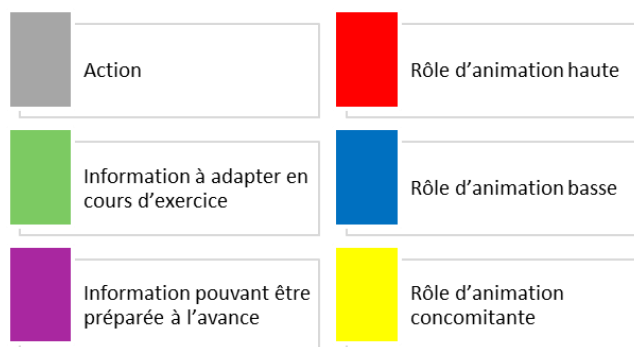 Action
Rôle d'animation haute
Information à adapter en
cours d'exercice
Rôle d'animation basse
Information pouvant être
préparée à l'avance
Rôle d'animation
concomitante